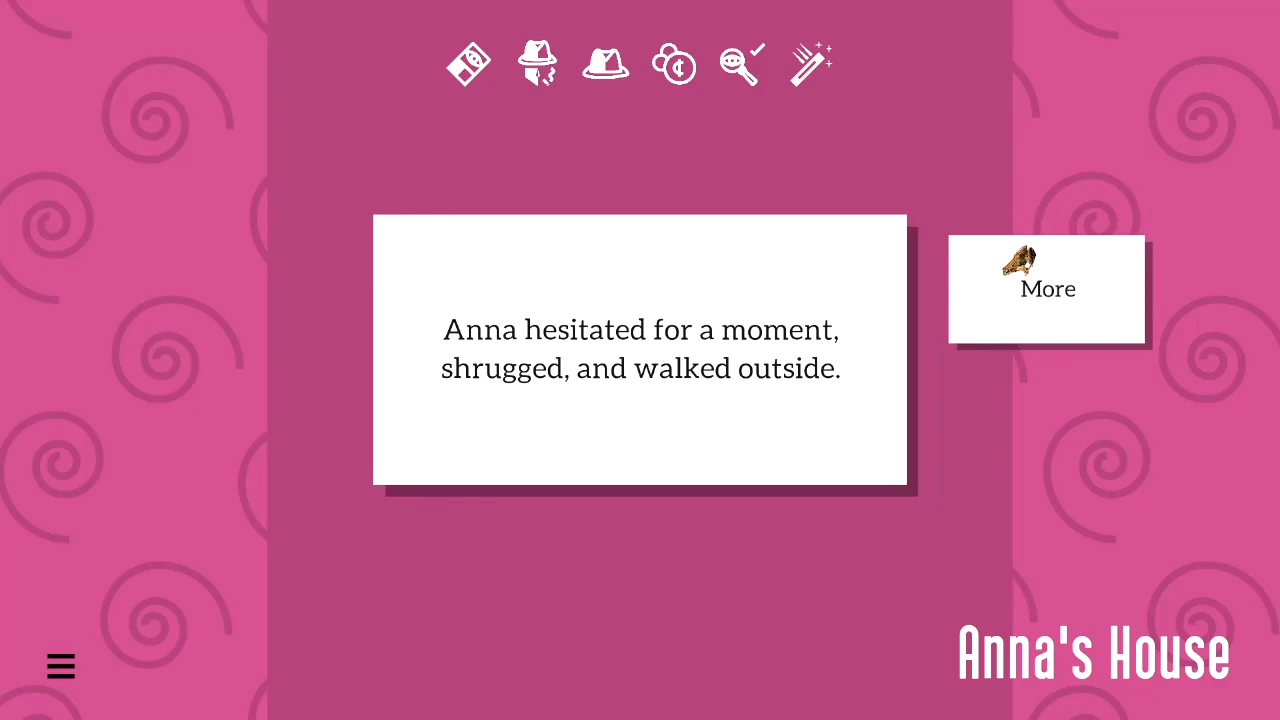 Anna hesitated for a moment,
shrugged, and walked outside.
More
Anna's House